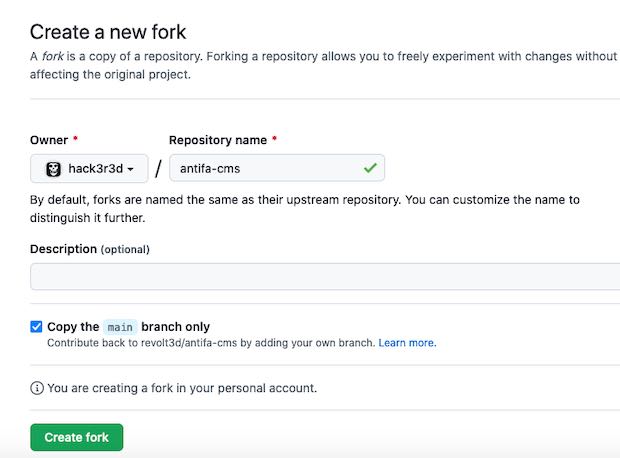 Create a new fork
A fork is a copy of a repository. Forking a repository allows you to freely experiment with changes without
affecting the original project.
Owner * Repository name *
hack3r3d / antifa-cms
By default, forks are named the same as their upstream repository. You can customize the name to
distinguish it further.
Description (optional)
Copy the main branch only
Contribute back to revolt3d/antifa-cms by adding your own branch. Learn more.
You are creating a fork in your personal account.
Create fork